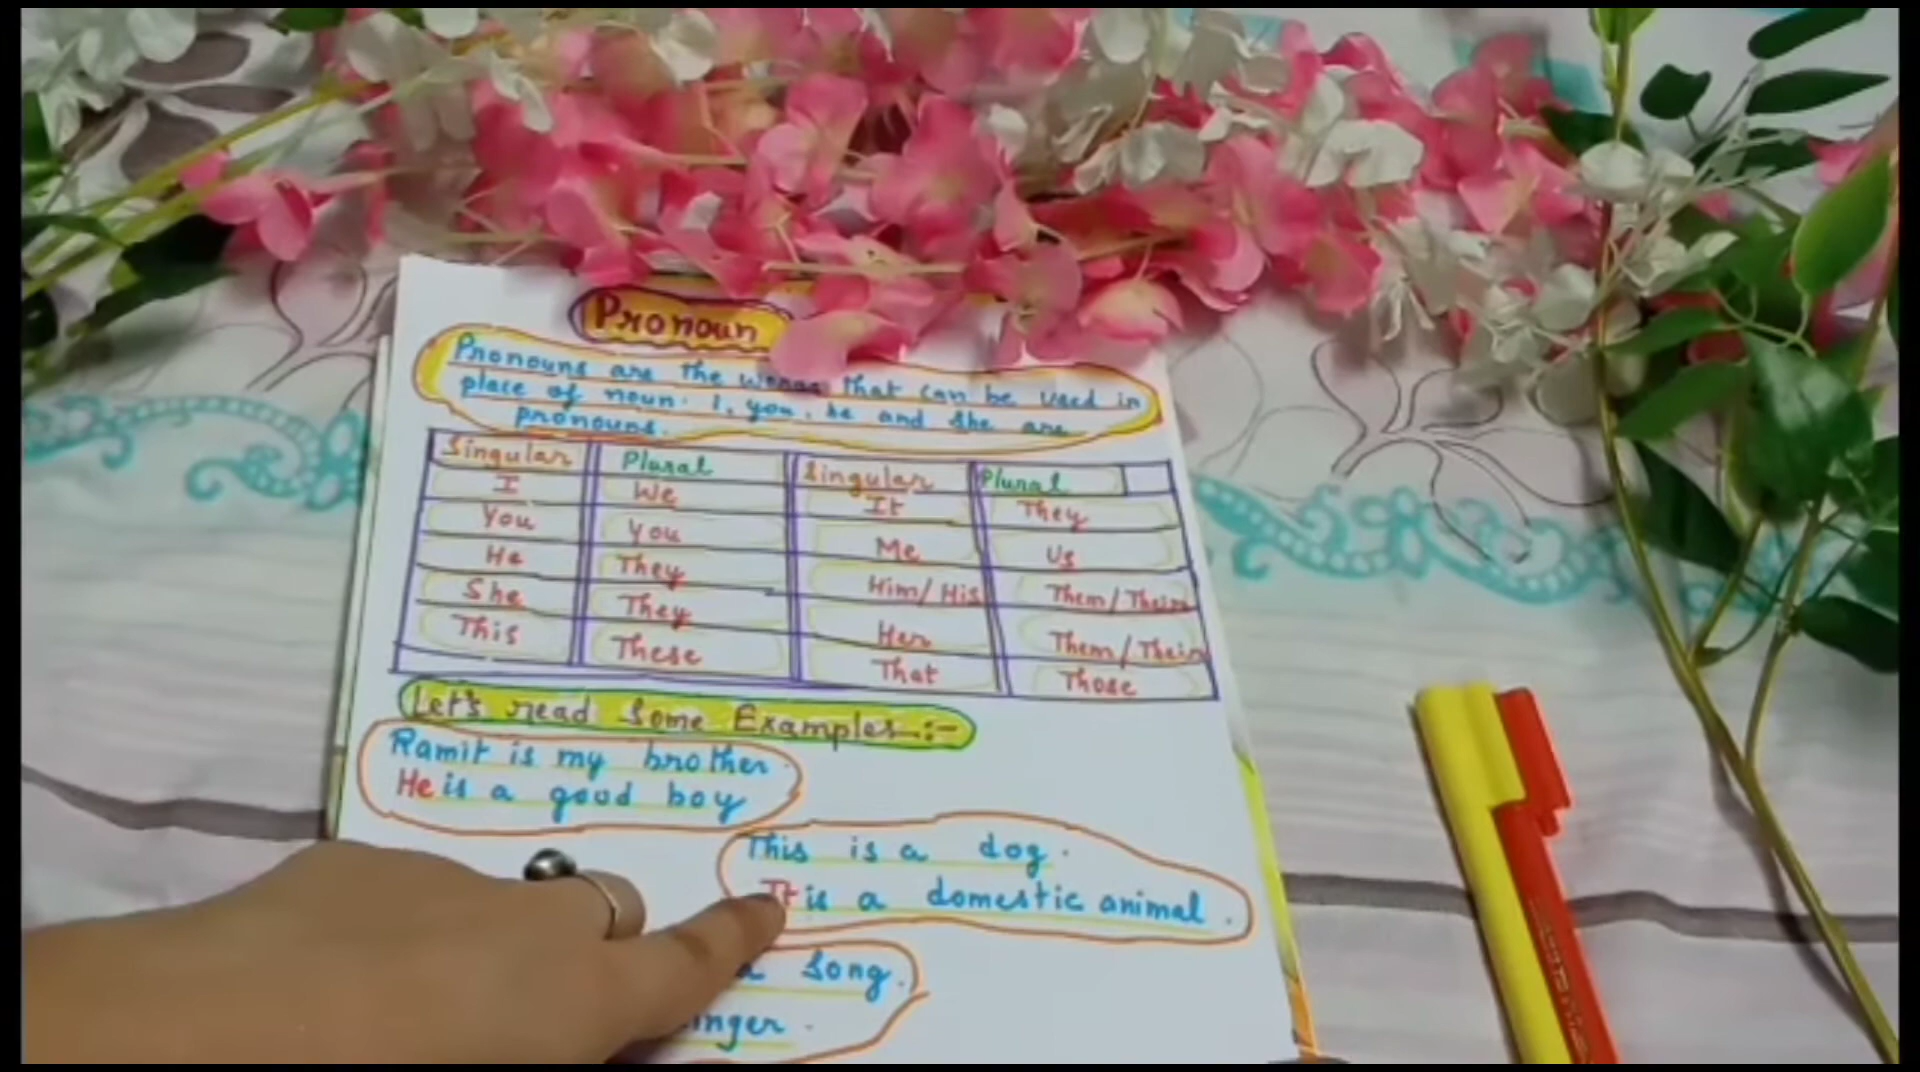 Pronoun
Pronouns are the words that can be used in
place of noun. I, you, he and she are
pronouns.
Singular Plural Singular Plural
I We It They
You You Me Us
He They Him/His Them/Theirs
She They Her Them/Their
This These That Those
Let's read some Examples:-
Ramit is my brother.
He is a good boy
This is a dog.
It is a domestic animal.
a song.